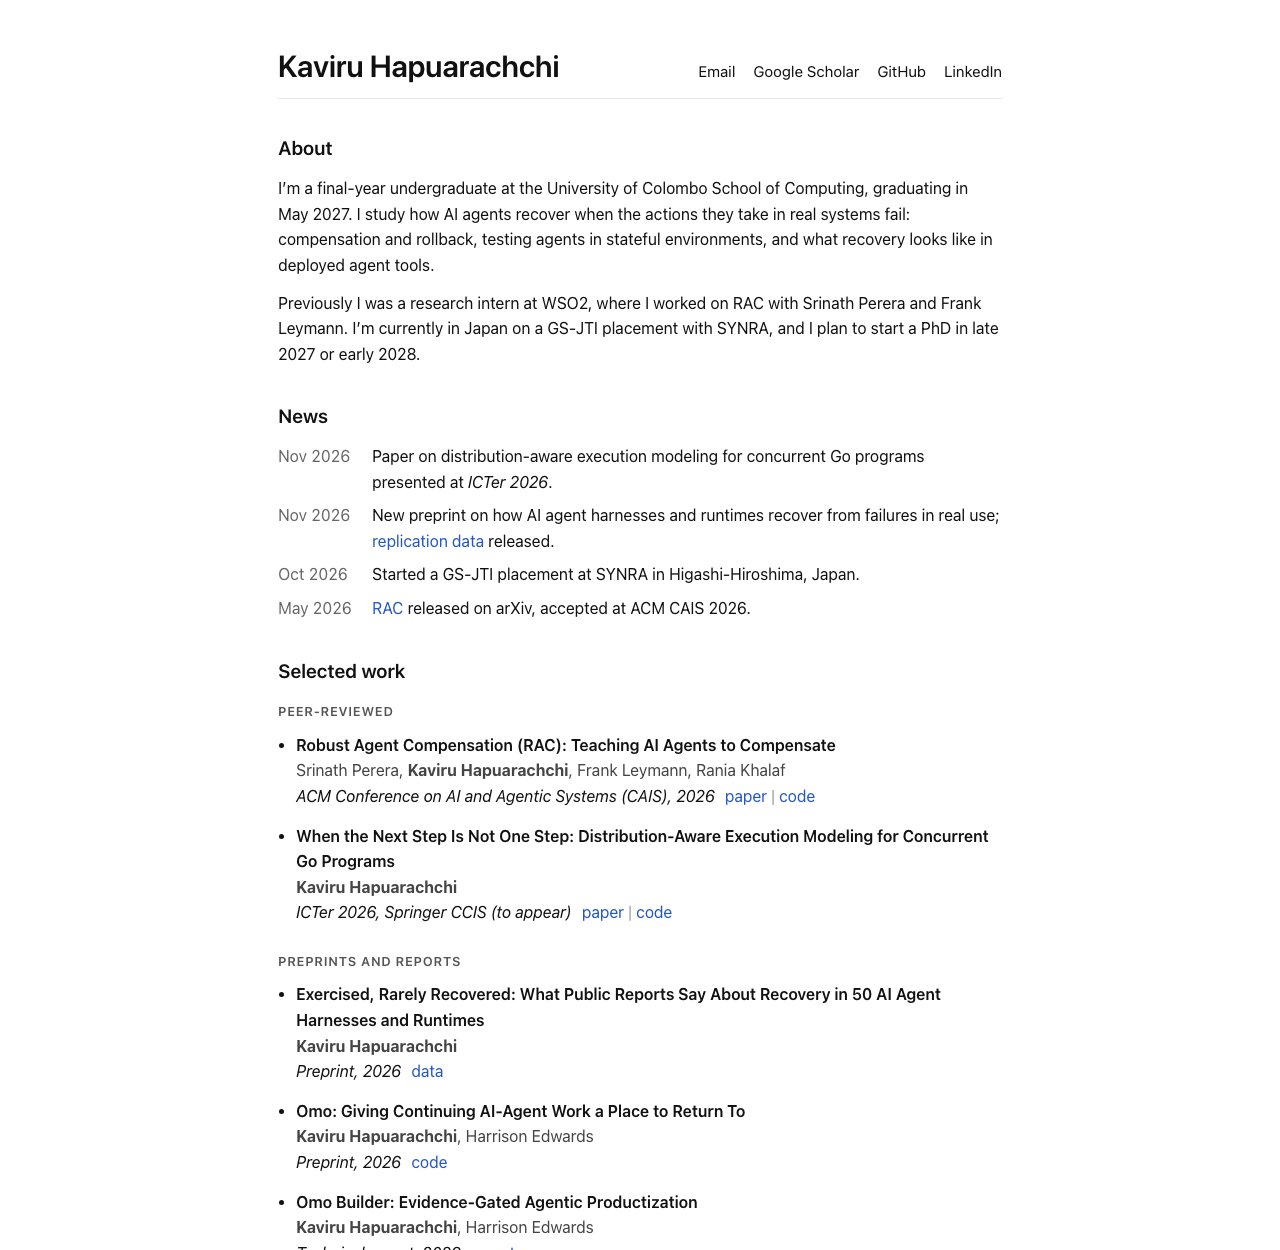 Kaviru Hapuarachchi
Email Google Scholar GitHub LinkedIn
About
I’m a final-year undergraduate at the University of Colombo School of Computing, graduating in
May 2027. I study how AI agents recover when the actions they take in real systems fail:
compensation and rollback, testing agents in stateful environments, and what recovery looks like in
deployed agent tools.
Previously I was a research intern at WSO2, where I worked on RAC with Srinath Perera and Frank
Leymann. I’m currently in Japan on a GS-JTI placement with SYNRA, and I plan to start a PhD in late
2027 or early 2028.
News
Nov 2026 Paper on distribution-aware execution modeling for concurrent Go programs
presented at ICTer 2026.
Nov 2026 New preprint on how AI agent harnesses and runtimes recover from failures in real use;
replication data released.
Oct 2026 Started a GS-JTI placement at SYNRA in Higashi-Hiroshima, Japan.
May 2026 RAC released on arXiv, accepted at ACM CAIS 2026.
Selected work
PEER-REVIEWED
• Robust Agent Compensation (RAC): Teaching AI Agents to Compensate
Srinath Perera, Kaviru Hapuarachchi, Frank Leymann, Rania Khalaf
ACM Conference on AI and Agentic Systems (CAIS), 2026 paper | code
• When the Next Step Is Not One Step: Distribution-Aware Execution Modeling for Concurrent
Go Programs
Kaviru Hapuarachchi
ICTer 2026, Springer CCIS (to appear) paper | code
PREPRINTS AND REPORTS
• Exercised, Rarely Recovered: What Public Reports Say About Recovery in 50 AI Agent
Harnesses and Runtimes
Kaviru Hapuarachchi
Preprint, 2026 data
• Omo: Giving Continuing AI-Agent Work a Place to Return To
Kaviru Hapuarachchi, Harrison Edwards
Preprint, 2026 code
• Omo Builder: Evidence-Gated Agentic Productization
Kaviru Hapuarachchi, Harrison Edwards